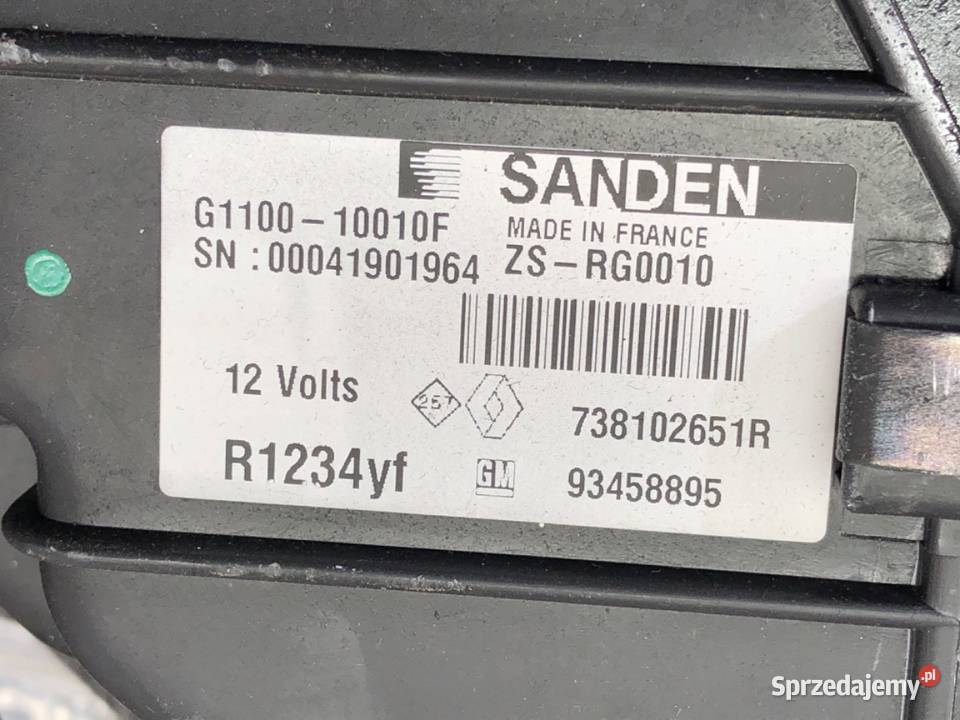 SANDEN
G1100-10010F
MADE IN FRANCE
SN : 00041901964
ZS-RG0010
12 Volts
257
738102651R
R1234yf
GM
93458895
Sprzedajemy.pl